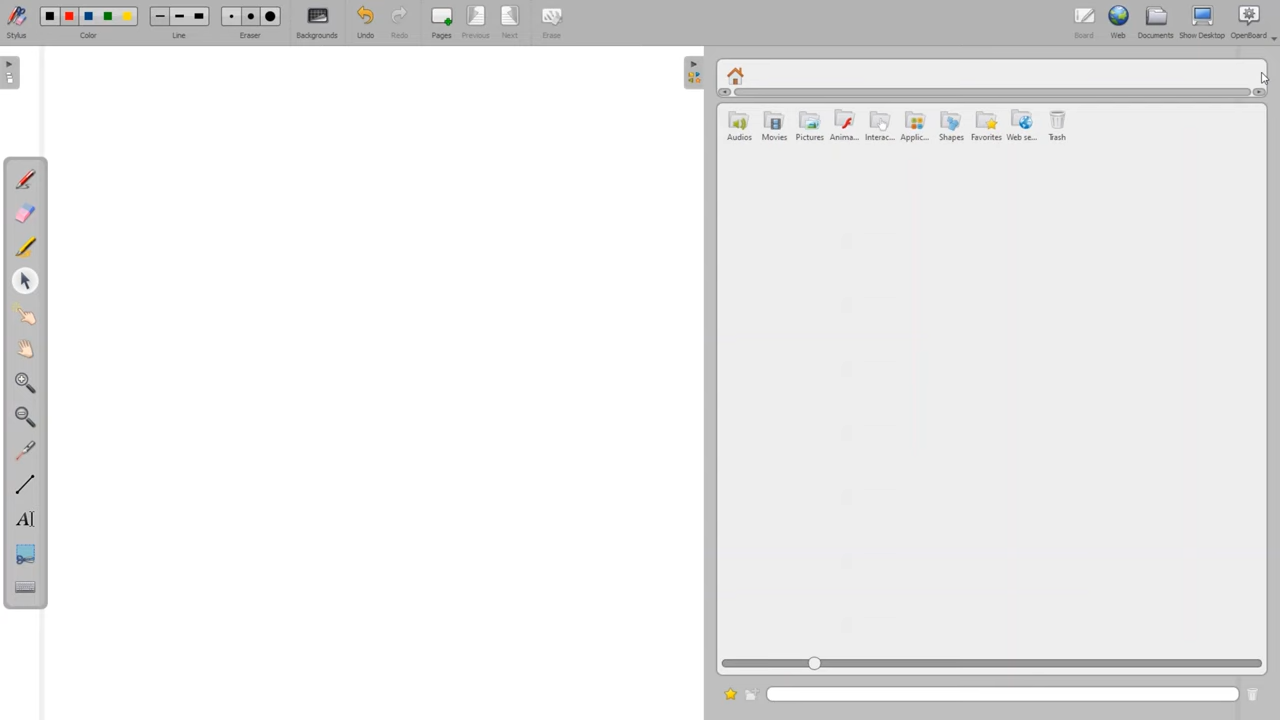 Stylus Color Line Eraser Backgrounds Undo Redo Pages Previous Next Erase Board Web Documents Show Desktop OpenBoard
Audios Movies Pictures Anima... Interac... Applic... Shapes Favorites Web se... Trash
AI